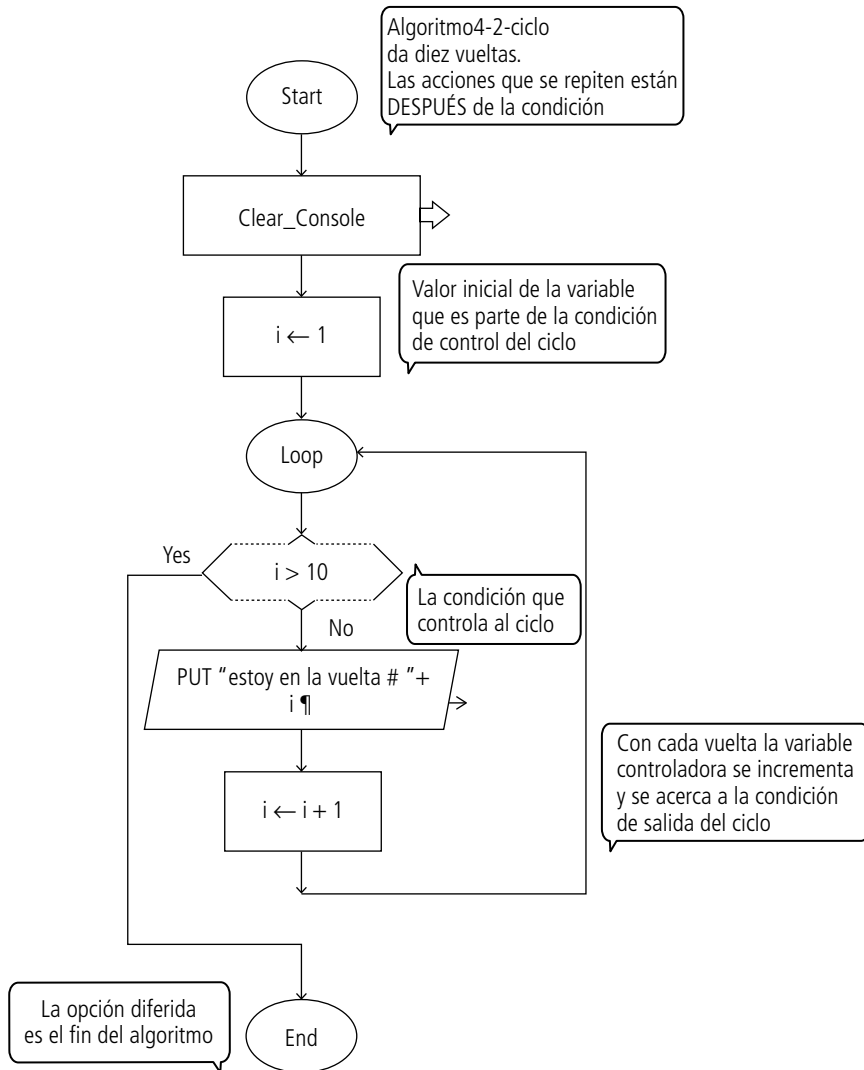 Algoritmo4-2-ciclo
da diez vueltas.
Las acciones que se repiten están
DESPUÉS de la condición
Start
Clear_Console
Valor inicial de la variable
que es parte de la condición
de control del ciclo
i ← 1
Loop
Yes
i > 10
La condición que
controla al ciclo
No
PUT "estoy en la vuelta # "+
i ¶
Con cada vuelta la variable
controladora se incrementa
y se acerca a la condición
de salida del ciclo
i ← i + 1
La opción diferida
es el fin del algoritmo
End